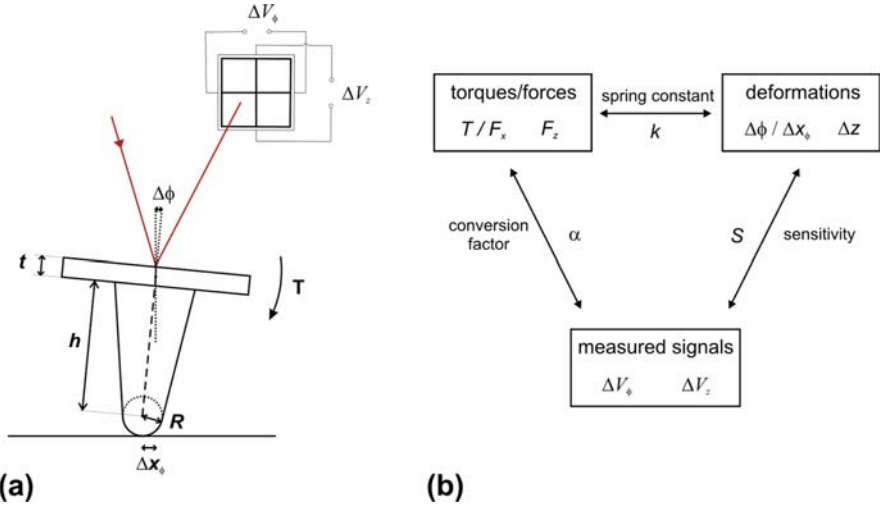 ΔV_ϕ
ΔV_z
Δϕ
t
T
h
R
Δx_ϕ
(a)
torques/forces
T / F_x F_z
spring constant
k
deformations
Δϕ / Δx_ϕ Δz
conversion
factor
α
S
sensitivity
measured signals
ΔV_ϕ ΔV_z
(b)